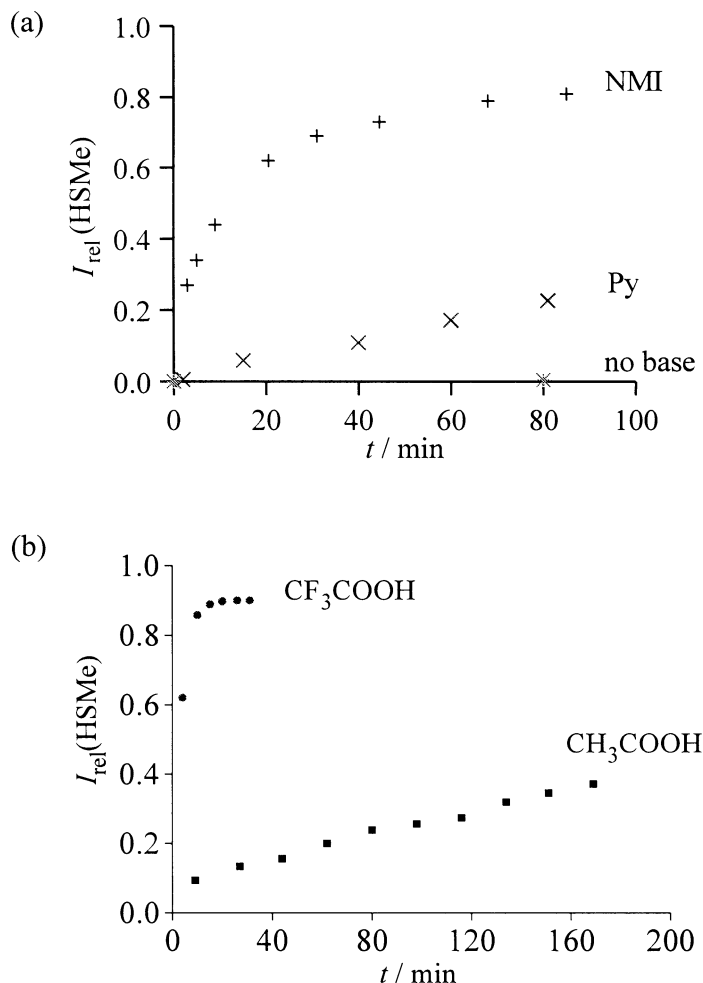 (a)
1.0
0.8
0.6
0.4
0.2
0.0
I_rel(HSMe)
NMI
Py
no base
0 20 40 60 80 100
t / min
(b)
1.0
0.8
0.6
0.4
0.2
0.0
I_rel(HSMe)
CF₃COOH
CH₃COOH
0 40 80 120 160 200
t / min